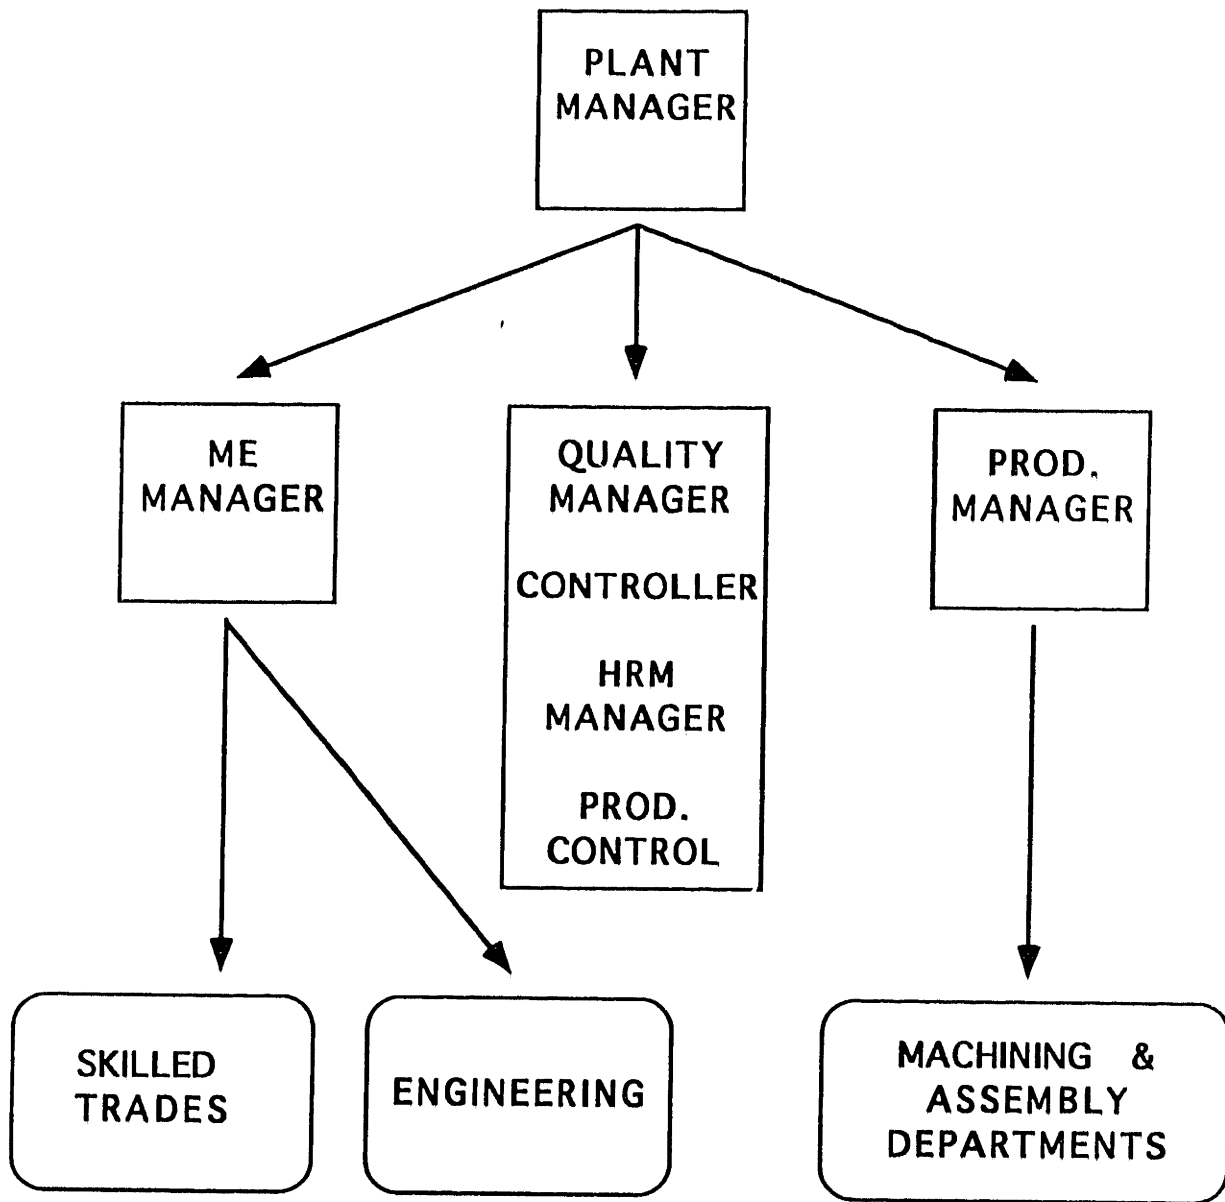 PLANT
MANAGER
ME
MANAGER
QUALITY
MANAGER
CONTROLLER
HRM
MANAGER
PROD.
CONTROL
PROD.
MANAGER
SKILLED
TRADES
ENGINEERING
MACHINING &
ASSEMBLY
DEPARTMENTS